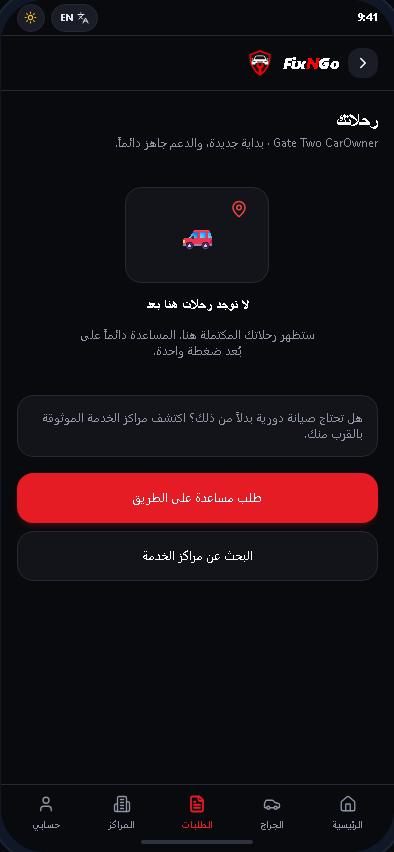 9:41
EN
FixNGo
رحلاتك
Gate Two CarOwner · بداية جديدة، والدعم جاهز دائماً.
لا توجد رحلات هنا بعد
ستظهر رحلاتك المكتملة هنا. المساعدة دائماً على
بُعد ضغطة واحدة.
هل تحتاج صيانة دورية بدلاً من ذلك؟ اكتشف مراكز الخدمة الموثوقة
بالقرب منك.
طلب مساعدة على الطريق
البحث عن مراكز الخدمة
الرئيسية
الجراج
الطلبات
المراكز
حسابي